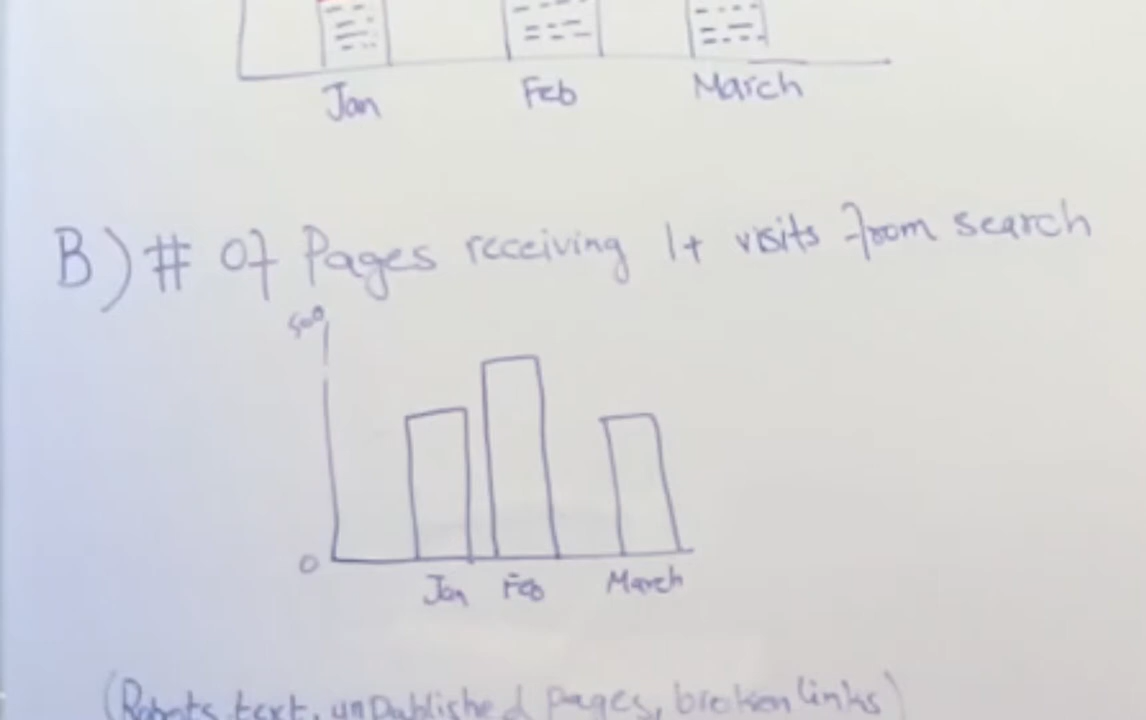 Jan Feb March
B) # Of Pages receiving 1+ visits from search
500
0
Jan Feb March
(Robots text, unpublished pages, broken links)